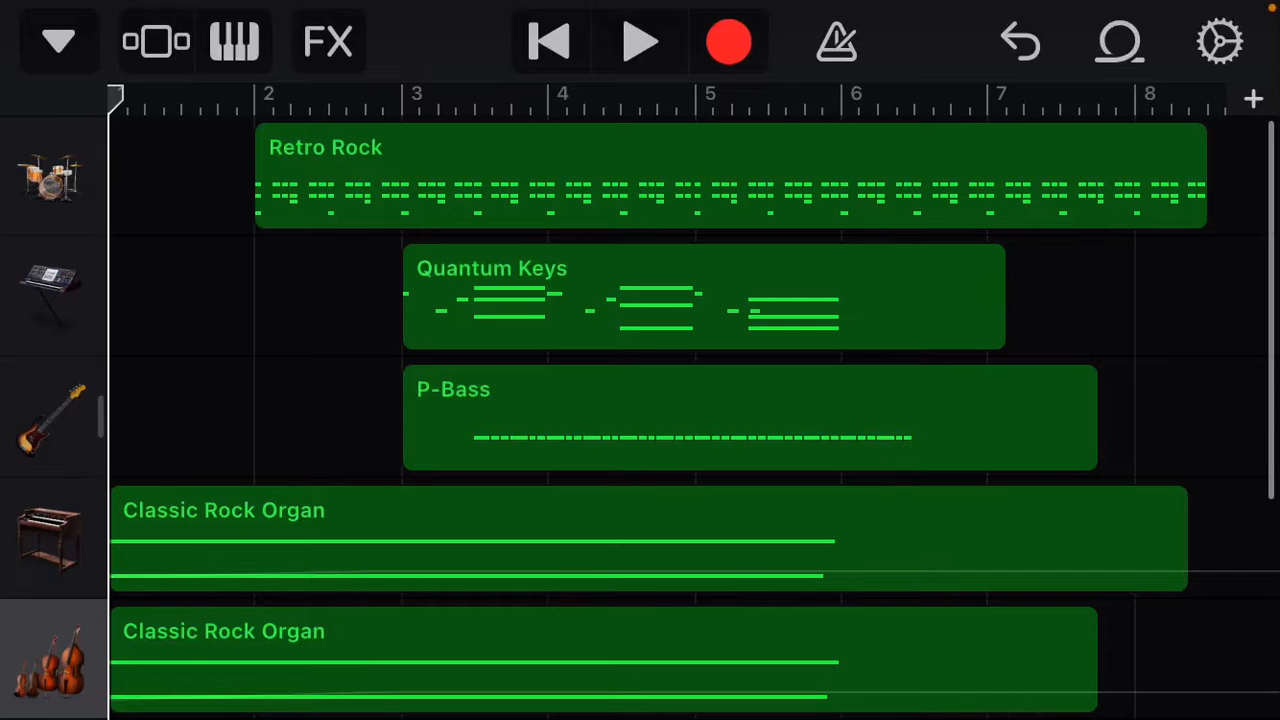 FX
2 3 4 5 6 7 8
Retro Rock
Quantum Keys
P-Bass
Classic Rock Organ
Classic Rock Organ